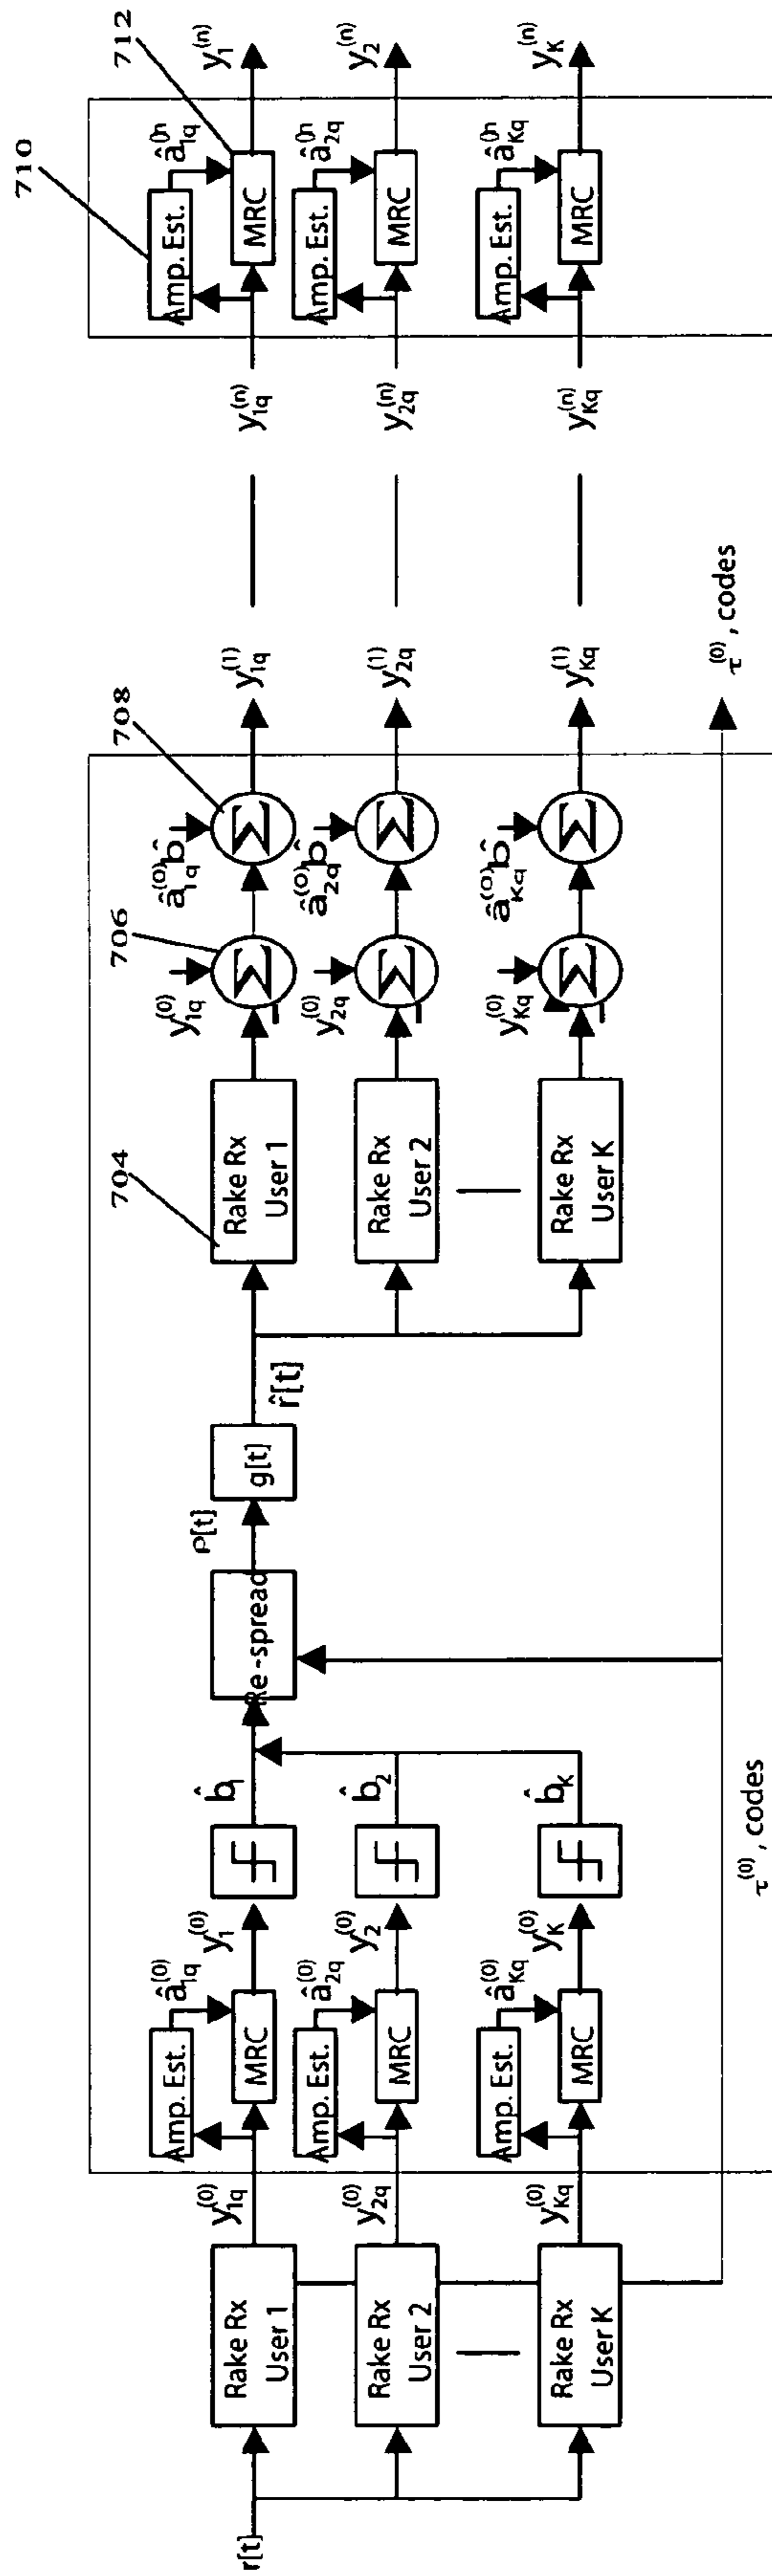 r[t]
Rake Rx
User 1
Rake Rx
User 2
Rake Rx
User K
y₁q⁽⁰⁾
y₂q⁽⁰⁾
yKq⁽⁰⁾
Amp. Est.
MRC
â₁q⁽⁰⁾
Amp. Est.
MRC
â₂q⁽⁰⁾
Amp. Est.
MRC
âKq⁽⁰⁾
y₁⁽⁰⁾
y₂⁽⁰⁾
yK⁽⁰⁾
b̂₁
b̂₂
b̂K
τ⁽⁰⁾, codes
Re-spread
ρ[t]
g[t]
r̂[t]
704
Rake Rx
User 1
Rake Rx
User 2
Rake Rx
User K
706
y₁q⁽⁰⁾
Σ
–
y₂q⁽⁰⁾
Σ
–
yKq⁽⁰⁾
Σ
–
708
â₁q⁽⁰⁾b̂
Σ
â₂q⁽⁰⁾b̂
Σ
âKq⁽⁰⁾b̂
Σ
y₁q⁽¹⁾
y₂q⁽¹⁾
yKq⁽¹⁾
τ⁽⁰⁾, codes
y₁q⁽ⁿ⁾
y₂q⁽ⁿ⁾
yKq⁽ⁿ⁾
710
Amp. Est.
MRC
â₁q⁽ⁿ
Amp. Est.
MRC
â₂q⁽ⁿ
Amp. Est.
MRC
âKq⁽ⁿ
712
y₁⁽ⁿ⁾
y₂⁽ⁿ⁾
yK⁽ⁿ⁾